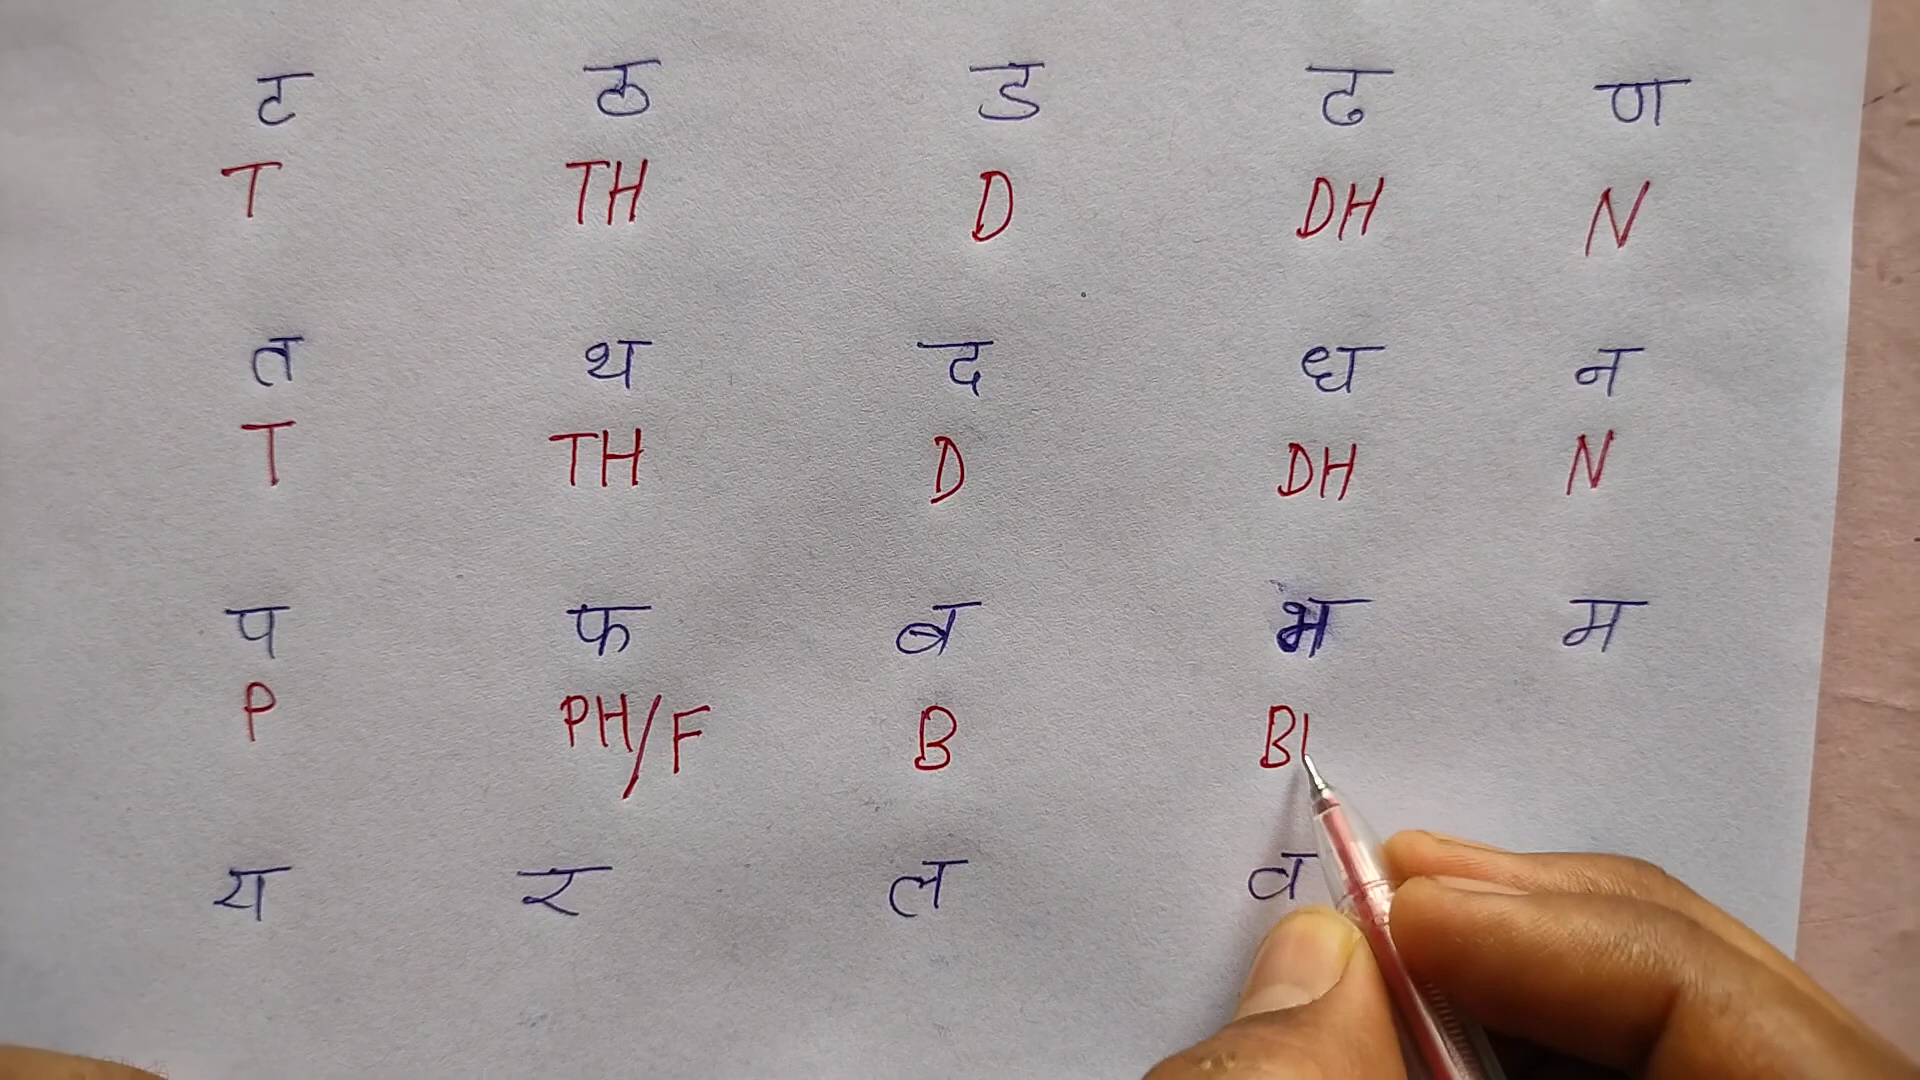 ट ठ ड ढ ण
T TH D DH N
त थ द ध न
T TH D DH N
प फ ब भ म
P PH/F B B
य र ल व